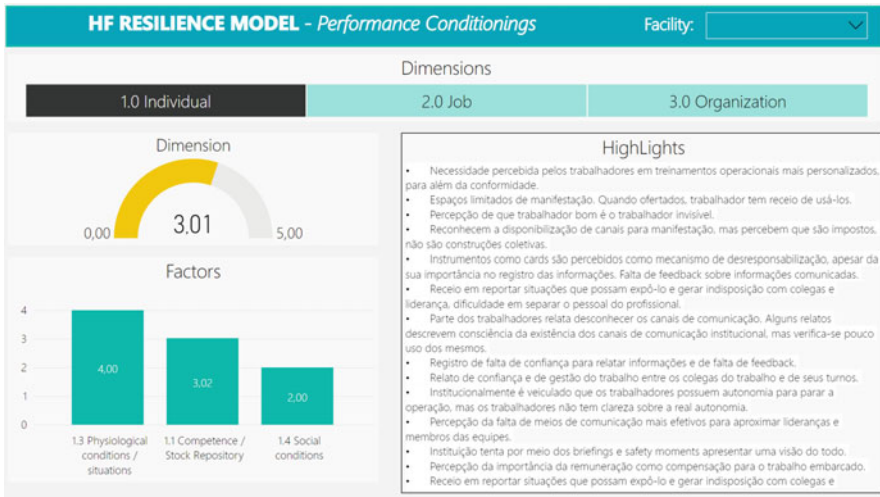 HF RESILIENCE MODEL - Performance Conditionings
Facility:
Dimensions
1.0 Individual
2.0 Job
3.0 Organization
Dimension
0,00
3,01
5,00
Factors
4
3
2
1
0
4,00
3,02
2,00
1.3 Physiological
conditions /
situations
1.1 Competence /
Stock Repository
1.4 Social
conditions
HighLights
• Necessidade percebida pelos trabalhadores em treinamentos operacionais mais personalizados,
para além da conformidade.
• Espaços limitados de manifestação. Quando ofertados, trabalhador tem receio de usá-los.
• Percepção de que trabalhador bom é o trabalhador invisível.
• Reconhecem a disponibilização de canais para manifestação, mas percebem que são impostos,
não são construções coletivas.
• Instrumentos como cards são percebidos como mecanismo de desresponsabilização, apesar da
sua importância no registro das informações. Falta de feedback sobre informações comunicadas.
• Receio em reportar situações que possam expô-lo e gerar indisposição com colegas e
liderança, dificuldade em separar o pessoal do profissional.
• Parte dos trabalhadores relata desconhecer os canais de comunicação. Alguns relatos
descrevem consciência da existência dos canais de comunicação institucional, mas verifica-se pouco
uso dos mesmos.
• Registro de falta de confiança para relatar informações e de falta de feedback.
• Relato de confiança e de gestão do trabalho entre os colegas do trabalho e de seus turnos.
• Institucionalmente é veiculado que os trabalhadores possuem autonomia para parar a
operação, mas os trabalhadores não tem clareza sobre a real autonomia.
• Percepção da falta de meios de comunicação mais efetivos para aproximar lideranças e
membros das equipes.
• Instituição tenta por meio dos briefings e safety moments apresentar uma visão do todo.
• Percepção da importância da remuneração como compensação para o trabalho embarcado.
• Receio em reportar situações que possam expô-lo e gerar indisposição com colegas e